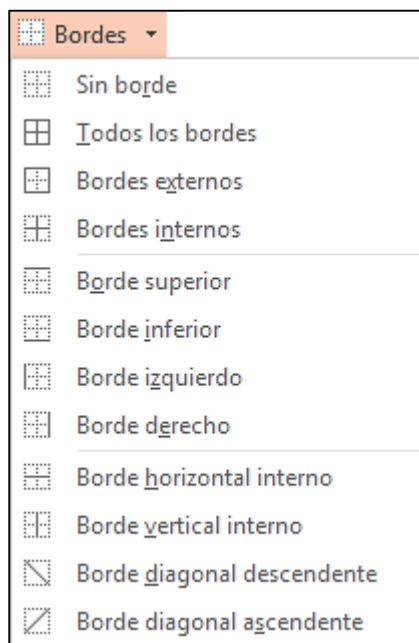 Bordes
Sin borde
Todos los bordes
Bordes externos
Bordes internos
Borde superior
Borde inferior
Borde izquierdo
Borde derecho
Borde horizontal interno
Borde vertical interno
Borde diagonal descendente
Borde diagonal ascendente